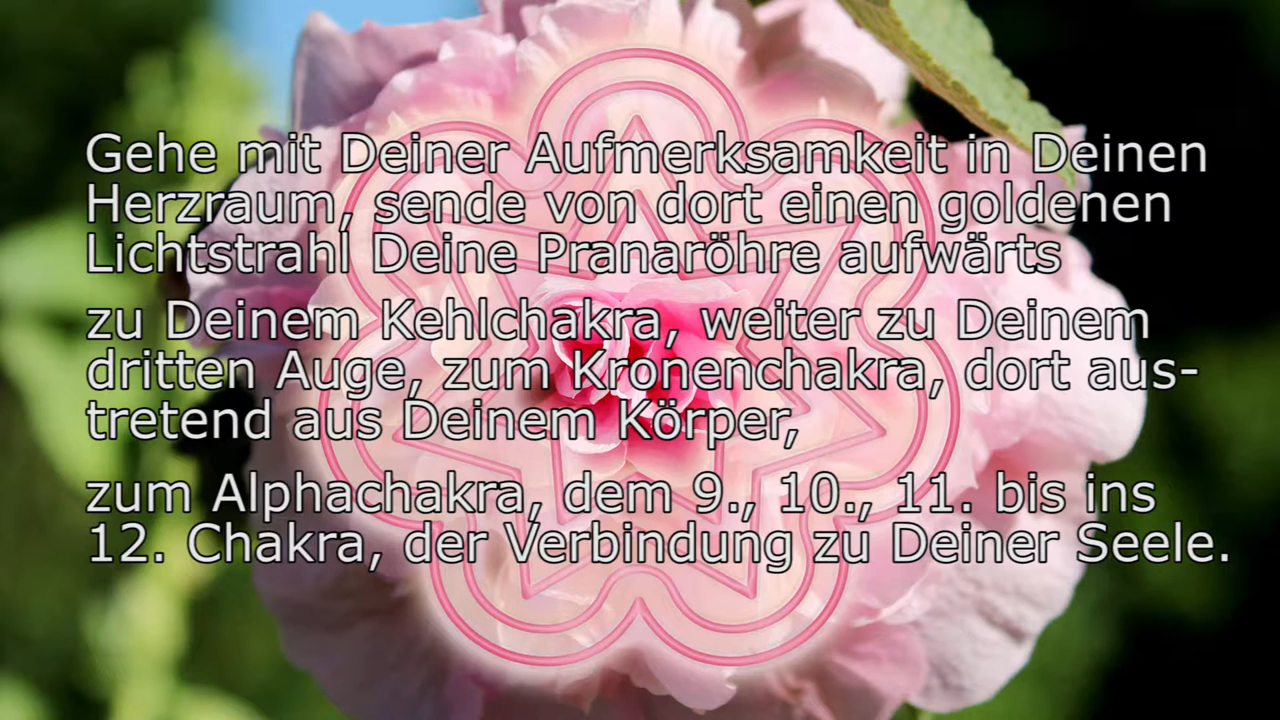 Gehe mit Deiner Aufmerksamkeit in Deinen
Herzraum, sende von dort einen goldenen
Lichtstrahl Deine Pranaröhre aufwärts
zu Deinem Kehlchakra, weiter zu Deinem
dritten Auge, zum Kronenchakra, dort aus-
tretend aus Deinem Körper,
zum Alphachakra, dem 9., 10., 11. bis ins
12. Chakra, der Verbindung zu Deiner Seele.